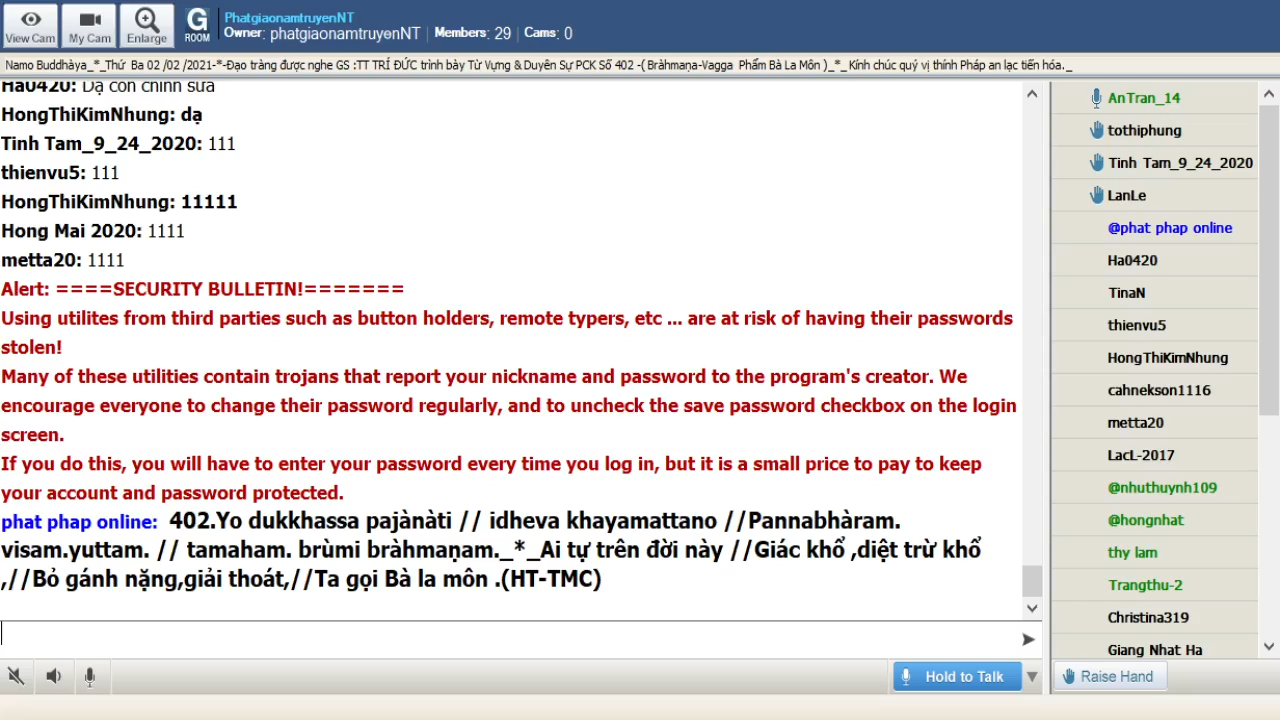 View Cam
My Cam
Enlarge
G
ROOM
PhatgiaonamtruyenNT
Owner: phatgiaonamtruyenNT | Members: 29 | Cams: 0
Namo Buddhàya_*_Thứ Ba 02 /02 /2021-*-Đạo tràng được nghe GS :TT TRÍ ĐỨC trình bày Từ Vựng & Duyên Sự PCK Số 402 -( Bràhmaṇa-Vagga Phẩm Bà La Môn )_*_ Kính chúc quý vị thính Pháp an lạc tiến hóa._
Ha0420: Dạ con chỉnh sửa
HongThiKimNhung: dạ
Tinh Tam_9_24_2020: 111
thienvu5: 111
HongThiKimNhung: 11111
Hong Mai 2020: 1111
metta20: 1111
Alert: ====SECURITY BULLETIN!=======
Using utilites from third parties such as button holders, remote typers, etc ... are at risk of having their passwords
stolen!
Many of these utilities contain trojans that report your nickname and password to the program's creator. We
encourage everyone to change their password regularly, and to uncheck the save password checkbox on the login
screen.
If you do this, you will have to enter your password every time you log in, but it is a small price to pay to keep
your account and password protected.
phat phap online: 402.Yo dukkhassa pajànàti // idheva khayamattano //Pannabhàram.
visam.yuttam. // tamaham. brùmi bràhmaṇam._*_Ai tự trên đời này //Giác khổ ,diệt trừ khổ
,//Bỏ gánh nặng,giải thoát,//Ta gọi Bà la môn .(HT-TMC)
Hold to Talk
AnTran_14
tothiphung
Tinh Tam_9_24_2020
LanLe
@phat phap online
Ha0420
TinaN
thienvu5
HongThiKimNhung
cahnekson1116
metta20
LacL-2017
@nhuthuynh109
@hongnhat
thy lam
Trangthu-2
Christina319
Giang Nhat Ha
Raise Hand